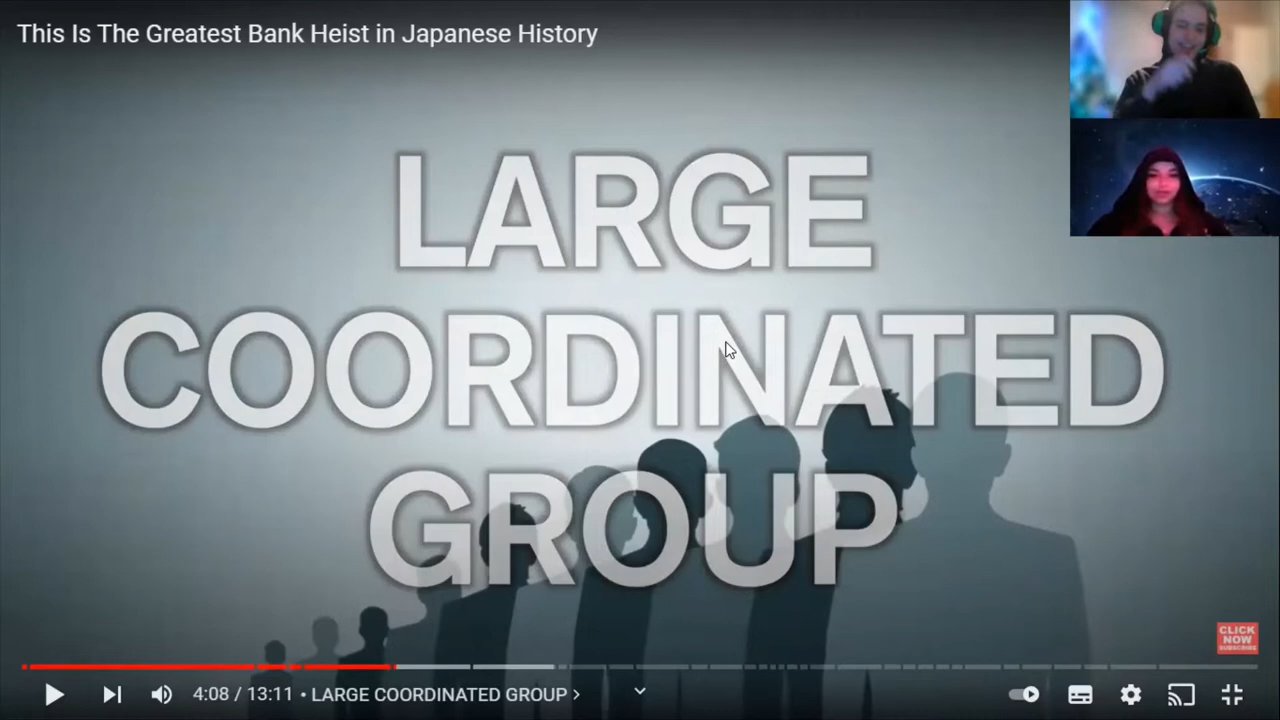 This Is The Greatest Bank Heist in Japanese History
LARGE
COORDINATED
GROUP
CLICK
NOW
SUBSCRIBE
4:08 / 13:11 • LARGE COORDINATED GROUP >